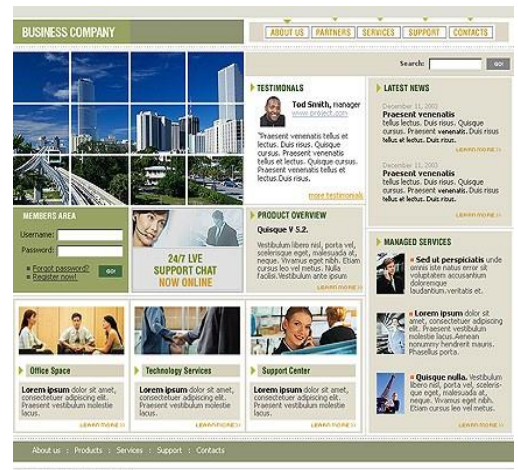 BUSINESS COMPANY
ABOUT US PARTNERS SERVICES SUPPORT CONTACTS
Search: GO!
TESTIMONIALS
Tod Smith, manager
www.project.com
"Praesent venenatis tellus et
lectus. Duis risus. Quisque
cursus. Praesent venenatis
tellus et lectus. Quisque cursus.
Praesent venenatis tellus et
lectus.Duis risus.
more testimonials
LATEST NEWS
December 11, 2003
Praesent venenatis
tellus lectus. Duis risus. Quisque
cursus. Praesent venenatis. Duis risus
tellus et lectus.
LEARN MORE
December 11, 2003
Praesent venenatis
tellus lectus. Duis risus. Quisque
cursus. Praesent venenatis. Duis risus
tellus et lectus.
LEARN MORE
MEMBERS AREA
Username:
Password:
Forgot password?
Register now!
GO!
24/7 LIVE
SUPPORT CHAT
NOW ONLINE
PRODUCT OVERVIEW
Quisque V 5.2.
Vestibulum libero nisl, porta vel,
scelerisque eget, malesuada at,
neque. Vivamus eget nibh. Etiam
cursus leo vel metus. Nulla
facilisi.Vestibulum ante ipsum
LEARN MORE
MANAGED SERVICES
Sed ut perspiciatis unde
omnis iste natus error sit
voluptatem accusantium
doloremque
laudantium.veritatis et.
Lorem ipsum dolor sit
amet, consectetuer adipiscing
elit. Praesent vestibulum
molestie lacus.Aenean
nonummy hendrerit mauris.
Phasellus porta.
Quisque nulla. Vestibulum
libero nisl, porta vel, sceleris-
que eget, malesuada at,
neque. Vivamus eget nibh.
Etiam cursus leo vel metus.
LEARN MORE
Office Space
Lorem ipsum dolor sit amet,
consectetuer adipiscing elit.
Praesent vestibulum molestie
lacus.
LEARN MORE
Technology Services
Lorem ipsum dolor sit amet,
consectetuer adipiscing elit.
Praesent vestibulum molestie
lacus.
LEARN MORE
Support Center
Lorem ipsum dolor sit amet,
consectetuer adipiscing elit.
Praesent vestibulum molestie
lacus.
LEARN MORE
About us : Products : Services : Support : Contacts